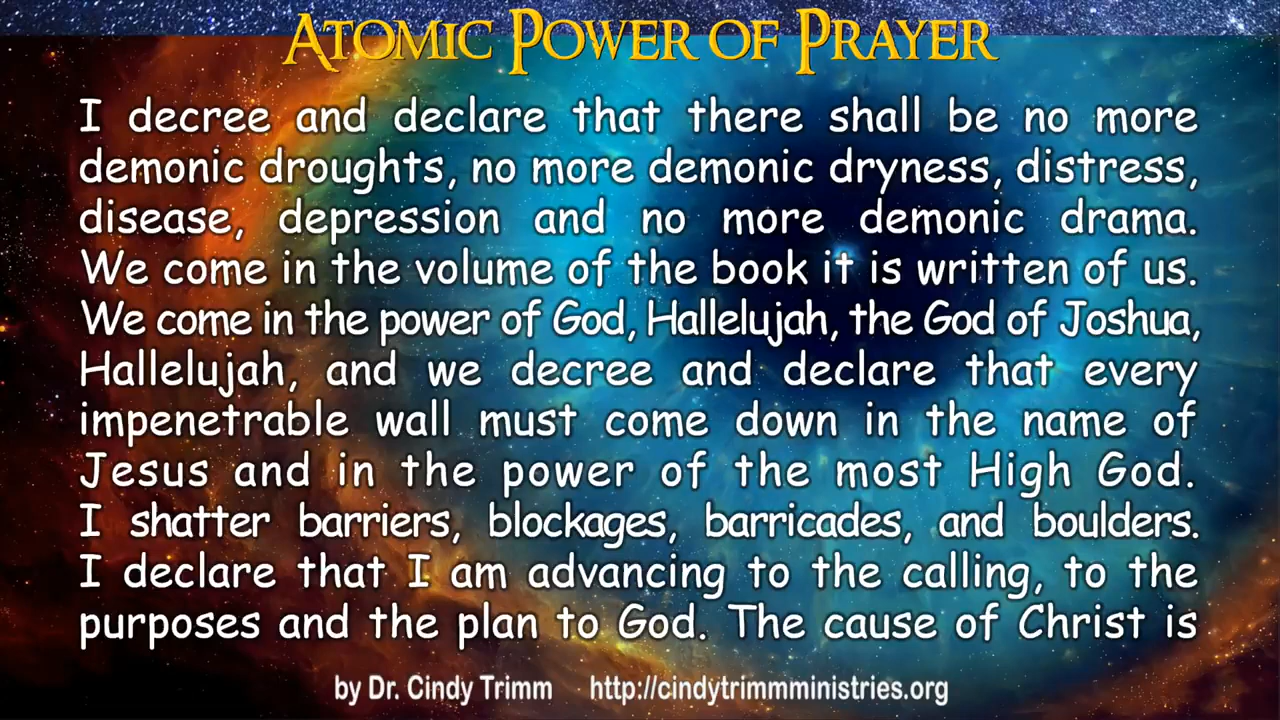 Atomic Power of Prayer
I decree and declare that there shall be no more
demonic droughts, no more demonic dryness, distress,
disease, depression and no more demonic drama.
We come in the volume of the book it is written of us.
We come in the power of God, Hallelujah, the God of Joshua,
Hallelujah, and we decree and declare that every
impenetrable wall must come down in the name of
Jesus and in the power of the most High God.
I shatter barriers, blockages, barricades, and boulders.
I declare that I am advancing to the calling, to the
purposes and the plan to God. The cause of Christ is
by Dr. Cindy Trimm http://cindytrimmministries.org